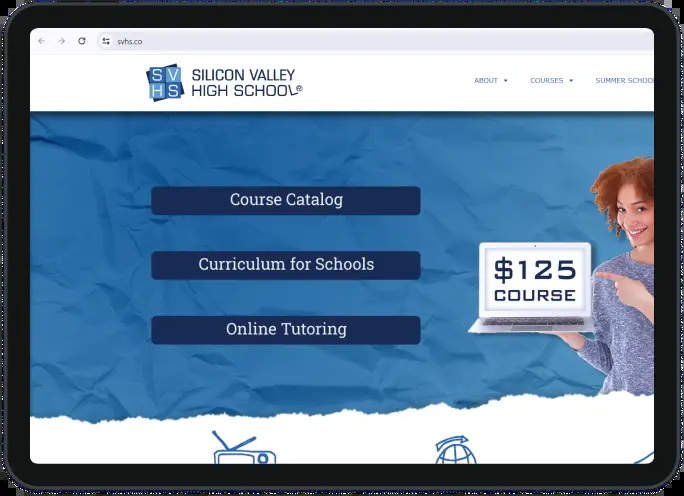 svhs.co
SV
HS
SILICON VALLEY
HIGH SCHOOL®
ABOUT
COURSES
SUMMER SCHOOL
Course Catalog
Curriculum for Schools
Online Tutoring
$125
COURSE